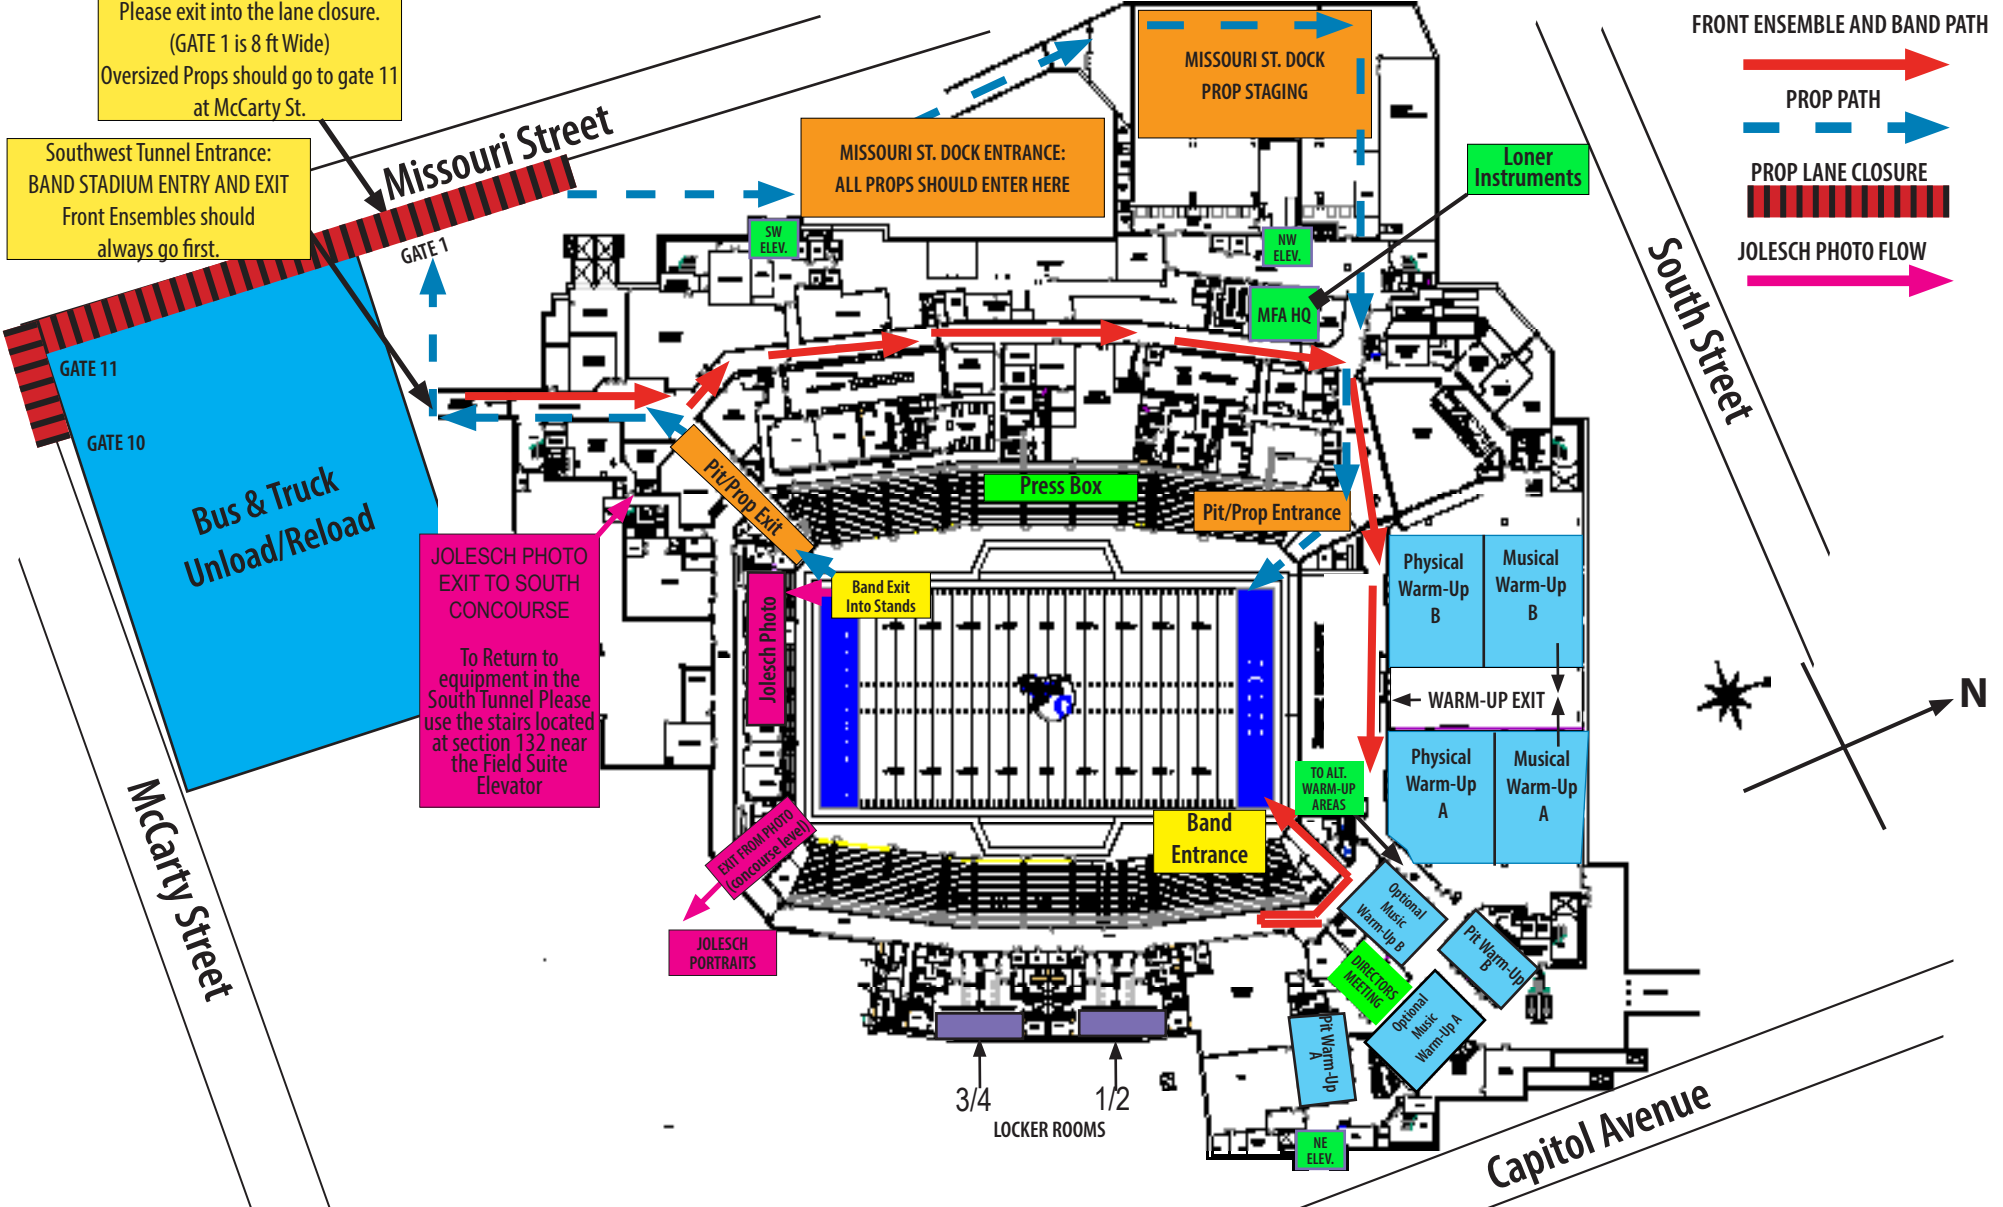 Please exit into the lane closure.
(GATE 1 is 8 ft Wide)
Oversized Props should go to gate 11
at McCarty St.
Southwest Tunnel Entrance:
BAND STADIUM ENTRY AND EXIT
Front Ensembles should
always go first.
Missouri Street
GATE 1
GATE 11
GATE 10
Bus & Truck
Unload/Reload
McCarty Street
MISSOURI ST. DOCK ENTRANCE:
ALL PROPS SHOULD ENTER HERE
MISSOURI ST. DOCK
PROP STAGING
SW
ELEV.
NW
ELEV.
MFA HQ
Loner
Instruments
FRONT ENSEMBLE AND BAND PATH
PROP PATH
PROP LANE CLOSURE
JOLESCH PHOTO FLOW
South Street
N
Pit/Prop Exit
Press Box
Pit/Prop Entrance
Band Exit
Into Stands
Jolesch Photo
JOLESCH PHOTO
EXIT TO SOUTH
CONCOURSE
To Return to
equipment in the
South Tunnel Please
use the stairs located
at section 132 near
the Field Suite
Elevator
EXIT FROM PHOTO
(concourse level)
JOLESCH
PORTRAITS
Physical
Warm-Up
B
Musical
Warm-Up
B
WARM-UP EXIT
Physical
Warm-Up
A
Musical
Warm-Up
A
TO ALT.
WARM-UP
AREAS
Band
Entrance
Optional
Music
Warm-Up B
Pit Warm-Up
B
DIRECTORS
MEETING
Optional
Music
Warm-Up A
Pit Warm-Up
A
NE
ELEV.
3/4
1/2
LOCKER ROOMS
Capitol Avenue